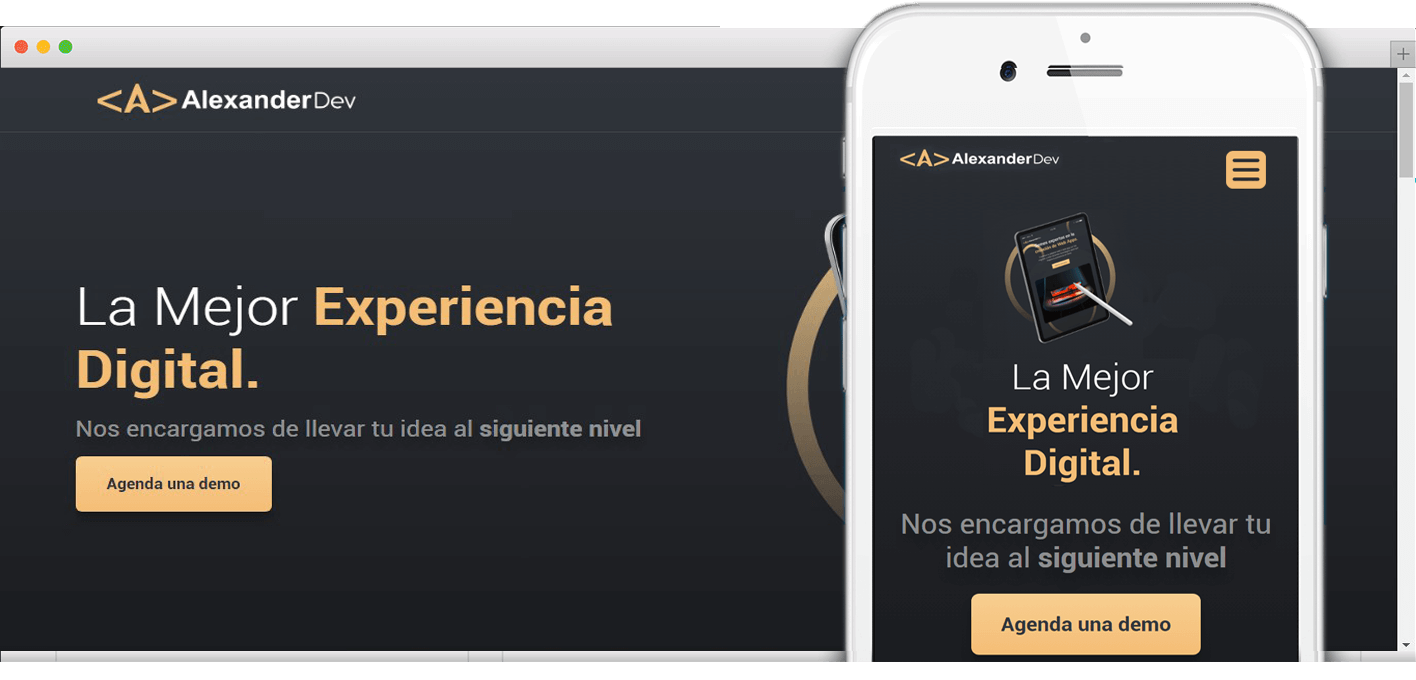 <A> AlexanderDev
La Mejor Experiencia
Digital.
Nos encargamos de llevar tu idea al siguiente nivel
Agenda una demo
<A> AlexanderDev
La Mejor
Experiencia
Digital.
Nos encargamos de llevar tu
idea al siguiente nivel
Agenda una demo